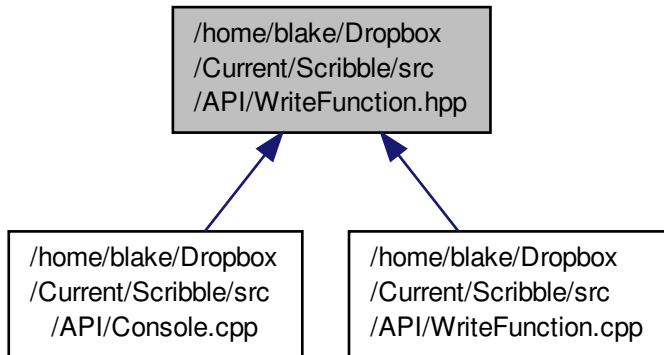 /home/blake/Dropbox
/Current/Scribble/src
/API/WriteFunction.hpp
/home/blake/Dropbox
/Current/Scribble/src
/API/Console.cpp
/home/blake/Dropbox
/Current/Scribble/src
/API/WriteFunction.cpp